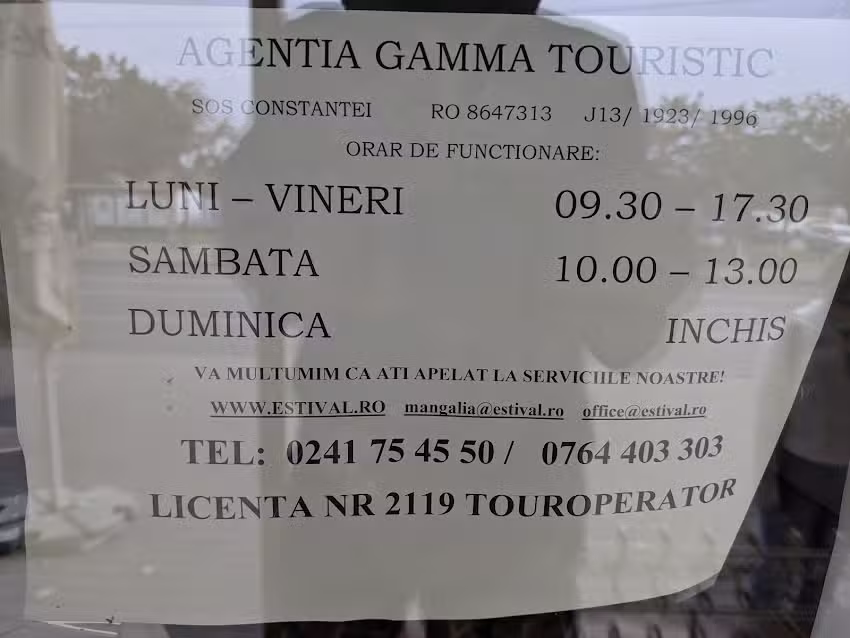 AGENTIA GAMMA TOURISTIC
SOS CONSTANTEI RO 8647313 J13/ 1923/ 1996
ORAR DE FUNCTIONARE:
LUNI – VINERI 09.30 – 17.30
SAMBATA 10.00 – 13.00
DUMINICA INCHIS
VA MULTUMIM CA ATI APELAT LA SERVICIILE NOASTRE!
WWW.ESTIVAL.RO mangalia@estival.ro office@estival.ro
TEL: 0241 75 45 50 / 0764 403 303
LICENTA NR 2119 TOUROPERATOR